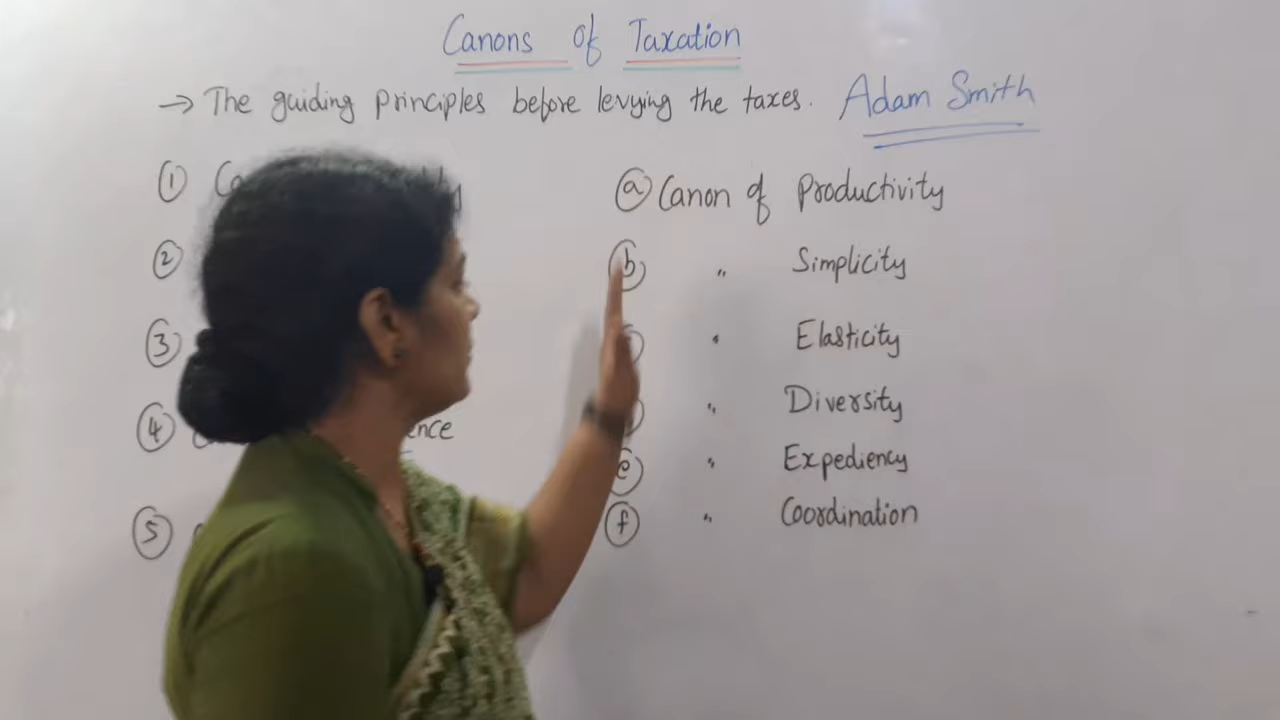 Canons of Taxation
→ The guiding principles before levying the taxes. Adam Smith
①
②
③
④
⑤
ⓐ Canon of Productivity
ⓑ " Simplicity
" Elasticity
" Diversity
ⓔ " Expediency
ⓕ " Coordination